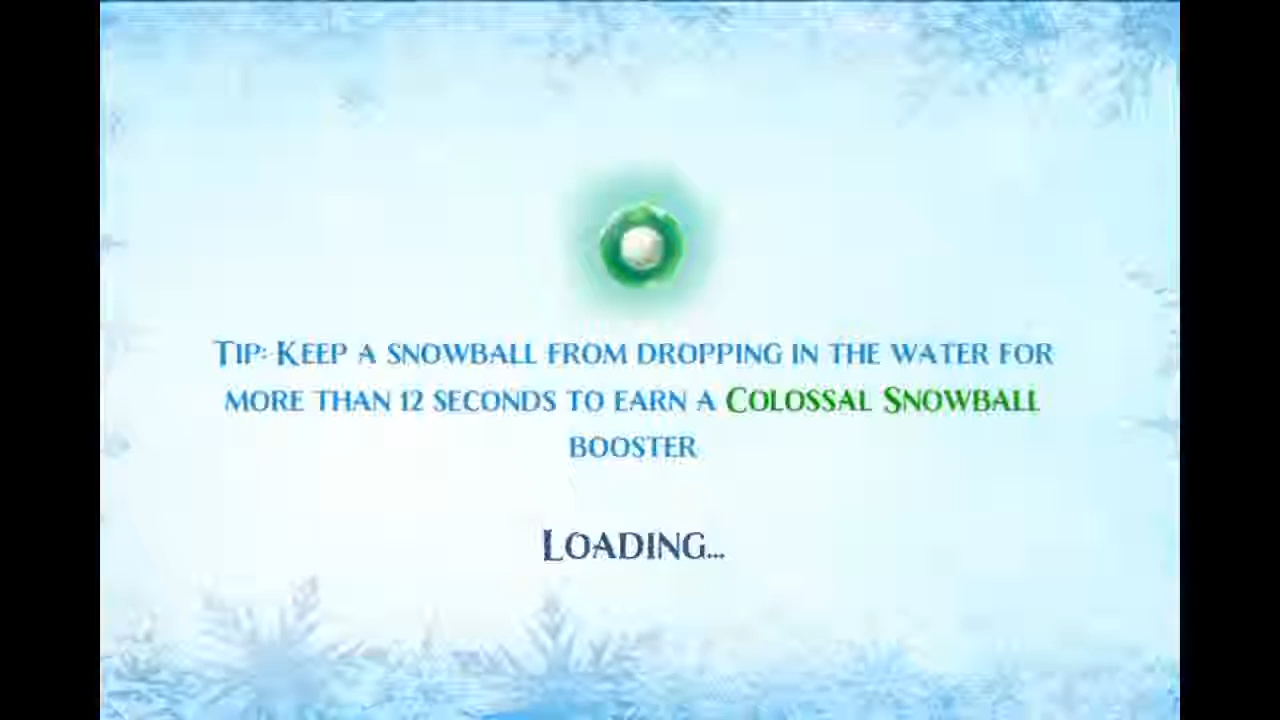 Tip: Keep a snowball from dropping in the water for
more than 12 seconds to earn a Colossal Snowball
booster
Loading...